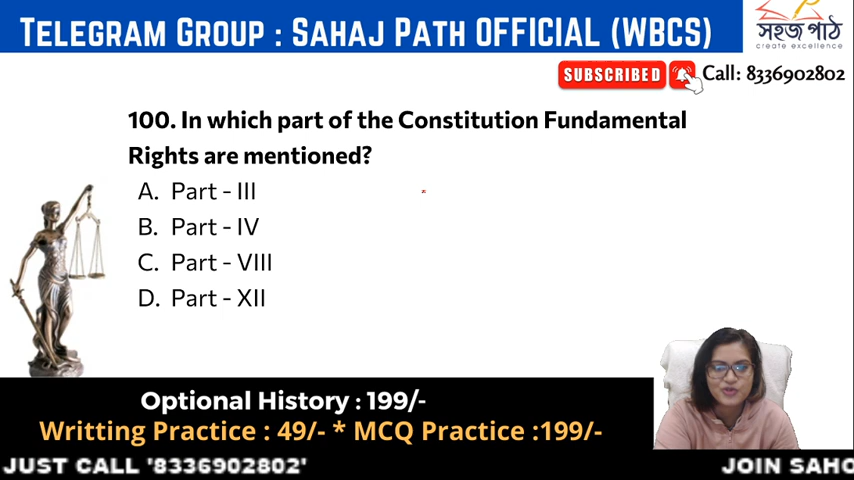 TELEGRAM GROUP : SAHAJ PATH OFFICIAL (WBCS)
সহজ পাঠ
create excellence
SUBSCRIBED
Call: 8336902802
100. In which part of the Constitution Fundamental
Rights are mentioned?
A. Part - III
B. Part - IV
C. Part - VIII
D. Part - XII
Optional History : 199/-
Writting Practice : 49/- * MCQ Practice :199/-
JUST CALL '8336902802'
JOIN SAHO